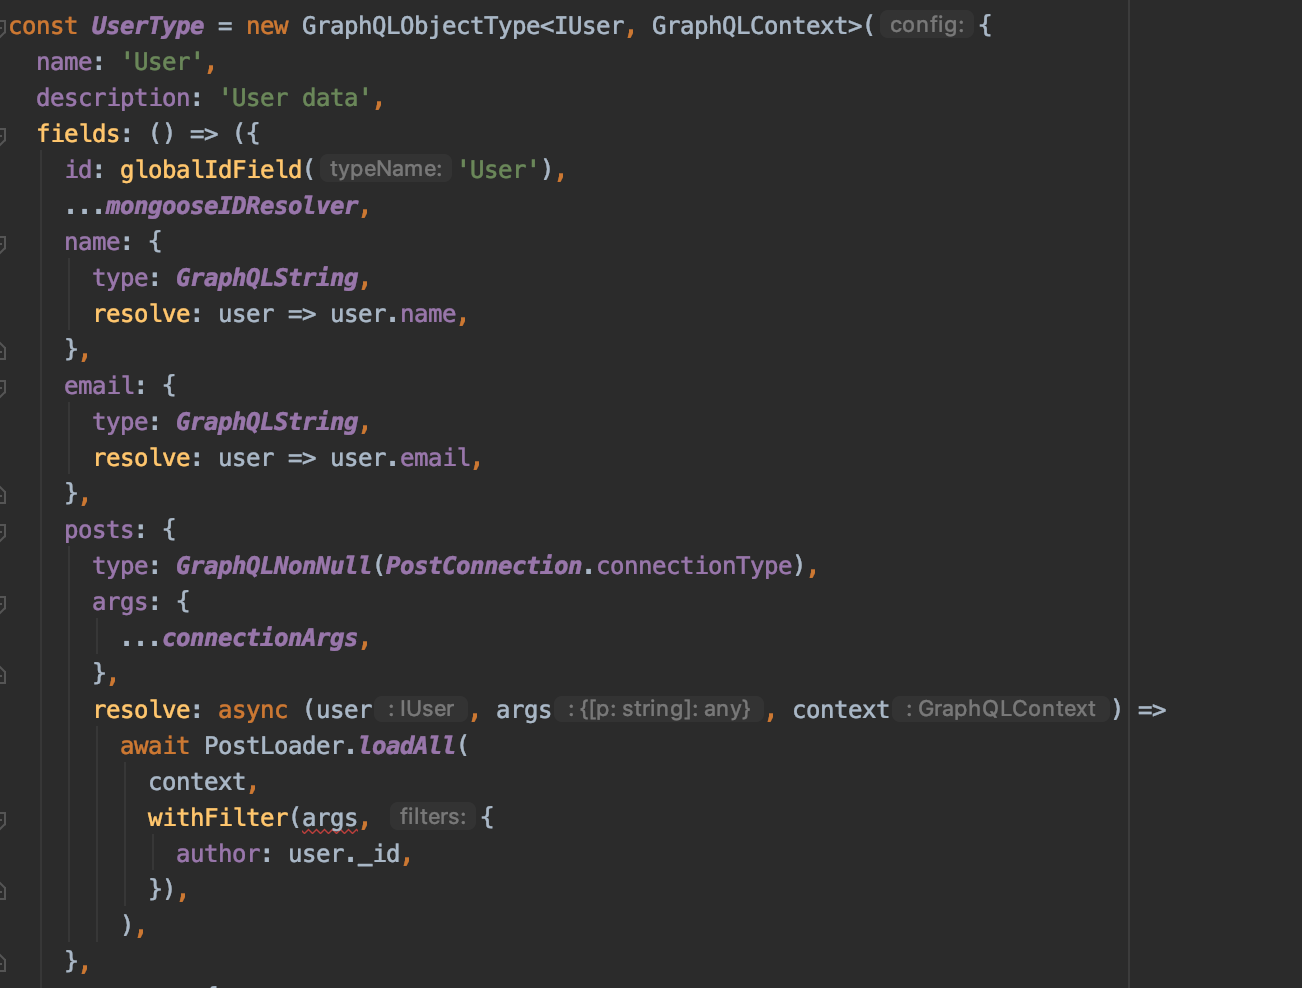 const UserType = new GraphQLObjectType<IUser, GraphQLContext>( config: {
  name: 'User',
  description: 'User data',
  fields: () => ({
    id: globalIdField( typeName: 'User'),
    ...mongooseIDResolver,
    name: {
      type: GraphQLString,
      resolve: user => user.name,
    },
    email: {
      type: GraphQLString,
      resolve: user => user.email,
    },
    posts: {
      type: GraphQLNonNull(PostConnection.connectionType),
      args: {
        ...connectionArgs,
      },
      resolve: async (user : IUser , args : {[p: string]: any} , context : GraphQLContext ) =>
        await PostLoader.loadAll(
          context,
          withFilter(args, filters: {
            author: user._id,
          }),
        ),
    },